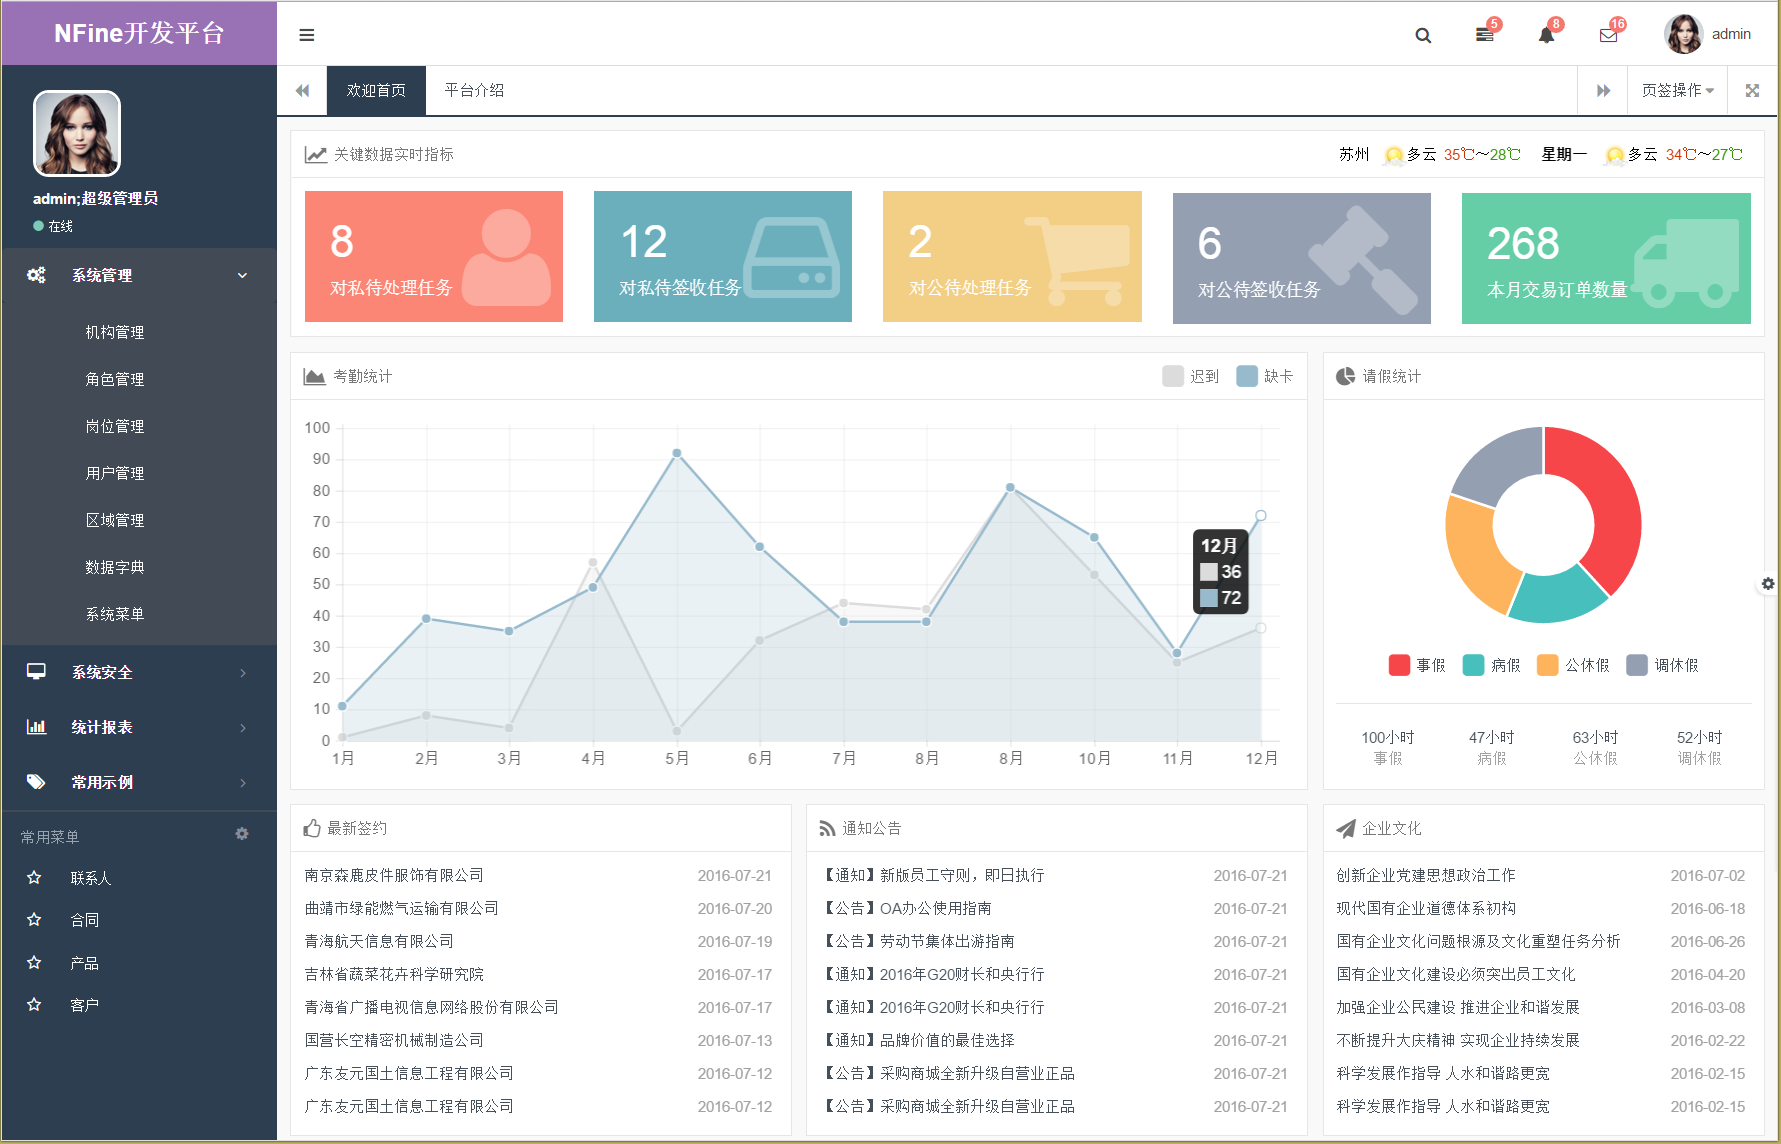 NFine开发平台
5
8
16
admin
欢迎首页
平台介绍
页签操作
admin;超级管理员
在线
系统管理
机构管理
角色管理
岗位管理
用户管理
区域管理
数据字典
系统菜单
系统安全
统计报表
常用示例
常用菜单
联系人
合同
产品
客户
关键数据实时指标
苏州 多云 35℃～28℃ 星期一 多云 34℃～27℃
8
对私待处理任务
12
对私待签收任务
2
对公待处理任务
6
对公待签收任务
268
本月交易订单数量
考勤统计
迟到 缺卡
100
90
80
70
60
50
40
30
20
10
0
1月 2月 3月 4月 5月 6月 7月 8月 8月 10月 11月 12月
12月
36
72
请假统计
事假 病假 公休假 调休假
100小时 47小时 63小时 52小时
事假 病假 公休假 调休假
最新签约
南京森鹿皮件服饰有限公司 2016-07-21
曲靖市绿能燃气运输有限公司 2016-07-20
青海航天信息有限公司 2016-07-19
吉林省蔬菜花卉科学研究院 2016-07-17
青海省广播电视信息网络股份有限公司 2016-07-17
国营长空精密机械制造公司 2016-07-13
广东友元国土信息工程有限公司 2016-07-12
广东友元国土信息工程有限公司 2016-07-12
通知公告
【通知】新版员工守则，即日执行 2016-07-21
【公告】OA办公使用指南 2016-07-21
【公告】劳动节集体出游指南 2016-07-21
【通知】2016年G20财长和央行行 2016-07-21
【通知】2016年G20财长和央行行 2016-07-21
【通知】品牌价值的最佳选择 2016-07-21
【公告】采购商城全新升级自营业正品 2016-07-21
【公告】采购商城全新升级自营业正品 2016-07-21
企业文化
创新企业党建思想政治工作 2016-07-02
现代国有企业道德体系初构 2016-06-18
国有企业文化问题根源及文化重塑任务分析 2016-06-26
国有企业文化建设必须突出员工文化 2016-04-20
加强企业公民建设 推进企业和谐发展 2016-03-08
不断提升大庆精神 实现企业持续发展 2016-02-22
科学发展作指导 人水和谐路更宽 2016-02-15
科学发展作指导 人水和谐路更宽 2016-02-15